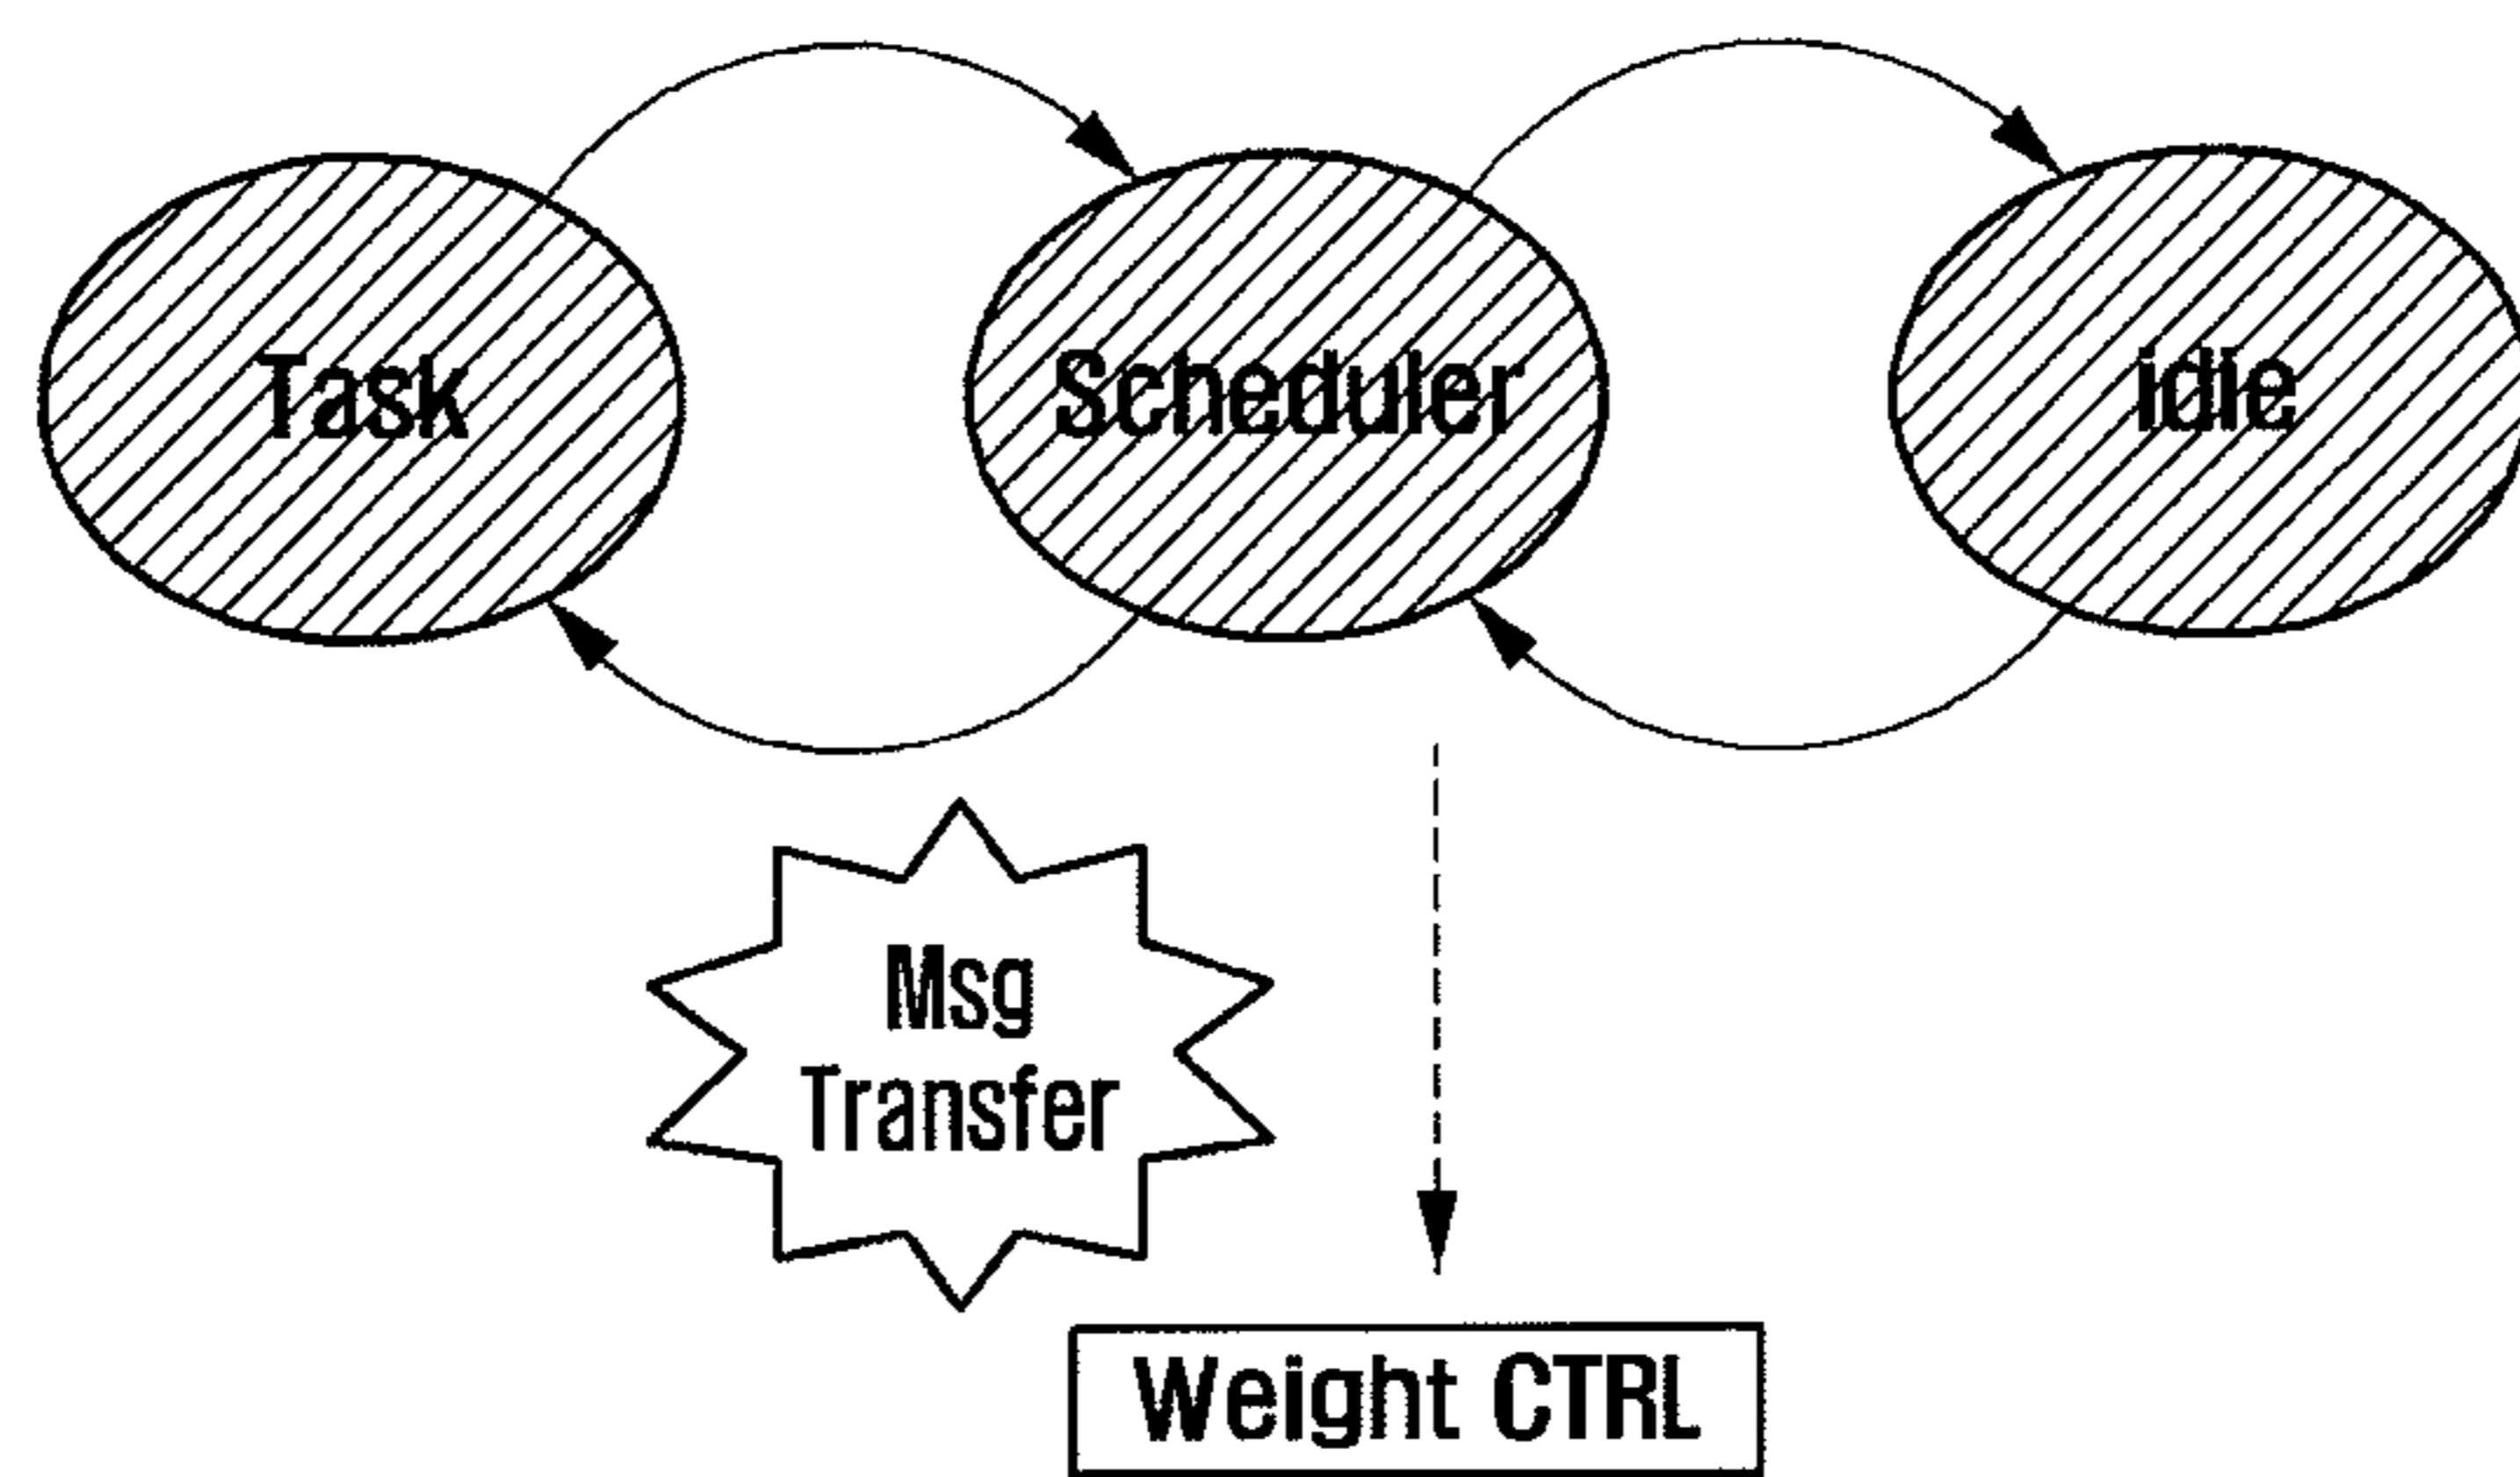 Task
Scheduler
idle
Msg
Transfer
Weight CTRL